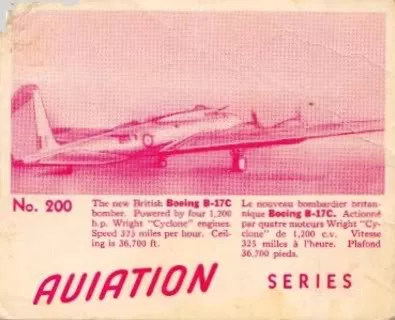 No. 200
The new British Boeing B-17C
bomber. Powered by four 1,200
h.p. Wright "Cyclone" engines.
Speed 325 miles per hour. Ceil-
ing is 36,700 ft.
Le nouveau bombardier britan-
nique Boeing B-17C. Actionné
par quatre moteurs Wright "Cy-
clone" de 1,200 c.v. Vitesse
325 milles à l'heure. Plafond
36,700 pieds.
AVIATION SERIES